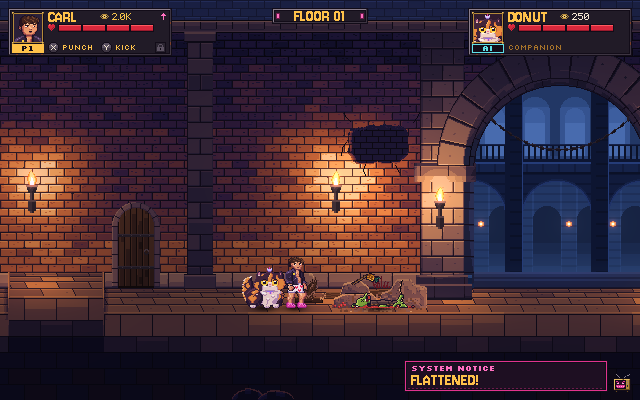 CARL
2.0K
P1
X PUNCH Y KICK
FLOOR 01
DONUT
250
AI
COMPANION
SYSTEM NOTICE
FLATTENED!